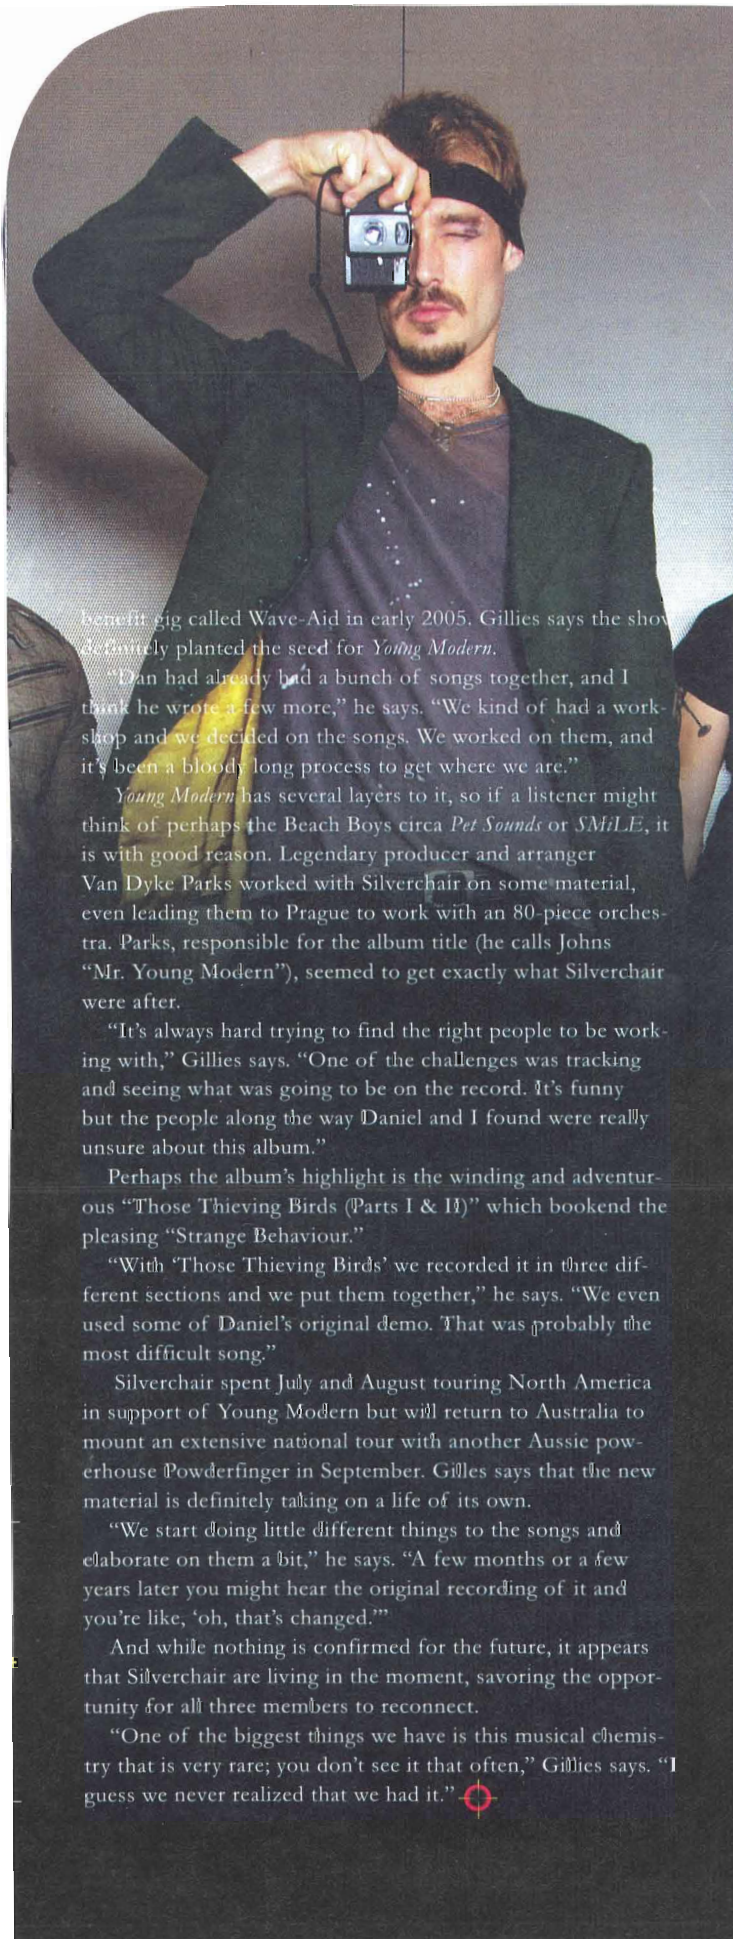 benefit gig called Wave-Aid in early 2005. Gillies says the show
definitely planted the seed for Young Modern.
“Dan had already had a bunch of songs together, and I
think he wrote a few more,” he says. “We kind of had a work-
shop and we decided on the songs. We worked on them, and
it’s been a bloody long process to get where we are.”
Young Modern has several layers to it, so if a listener might
think of perhaps the Beach Boys circa Pet Sounds or SMiLE, it
is with good reason. Legendary producer and arranger
Van Dyke Parks worked with Silverchair on some material,
even leading them to Prague to work with an 80-piece orches-
tra. Parks, responsible for the album title (he calls Johns
“Mr. Young Modern”), seemed to get exactly what Silverchair
were after.
“It’s always hard trying to find the right people to be work-
ing with,” Gillies says. “One of the challenges was tracking
and seeing what was going to be on the record. It’s funny
but the people along the way Daniel and I found were really
unsure about this album.”
Perhaps the album’s highlight is the winding and adventur-
ous “Those Thieving Birds (Parts I & II)” which bookend the
pleasing “Strange Behaviour.”
“With ‘Those Thieving Birds’ we recorded it in three dif-
ferent sections and we put them together,” he says. “We even
used some of Daniel’s original demo. That was probably the
most difficult song.”
Silverchair spent July and August touring North America
in support of Young Modern but will return to Australia to
mount an extensive national tour with another Aussie pow-
erhouse Powderfinger in September. Gilles says that the new
material is definitely taking on a life of its own.
“We start doing little different things to the songs and
elaborate on them a bit,” he says. “A few months or a few
years later you might hear the original recording of it and
you’re like, ‘oh, that’s changed.’”
And while nothing is confirmed for the future, it appears
that Silverchair are living in the moment, savoring the oppor-
tunity for all three members to reconnect.
“One of the biggest things we have is this musical chemis-
try that is very rare; you don’t see it that often,” Gillies says. “I
guess we never realized that we had it.”